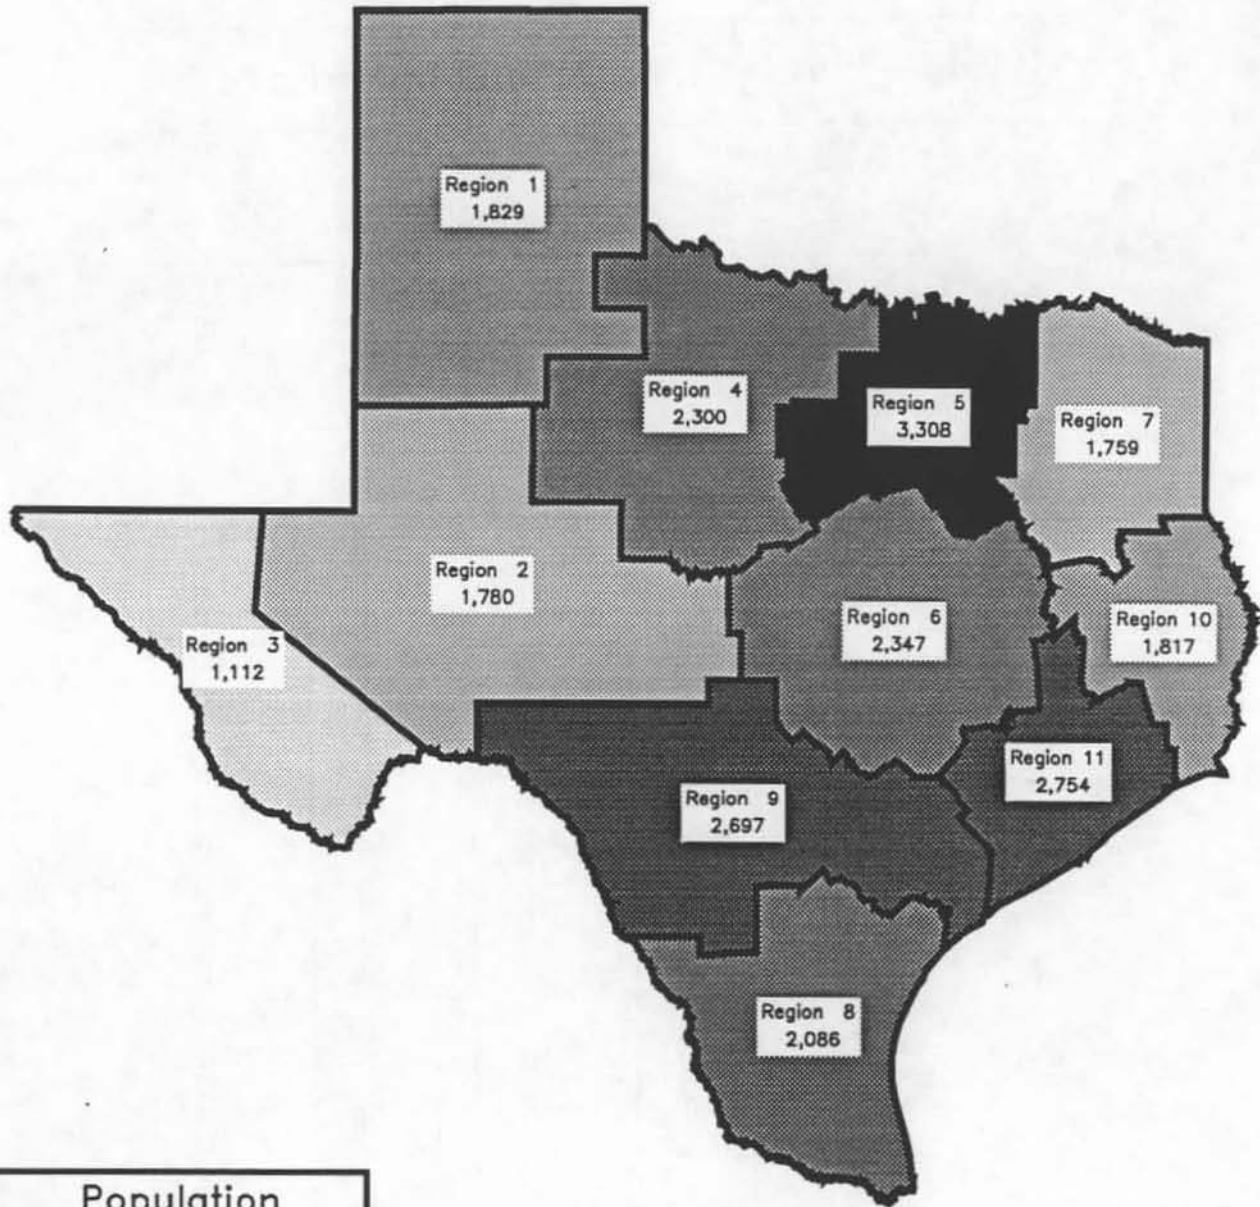 Region 1
1,829
Region 4
2,300
Region 5
3,308
Region 7
1,759
Region 2
1,780
Region 3
1,112
Region 6
2,347
Region 10
1,817
Region 11
2,754
Region 9
2,697
Region 8
2,086
Population